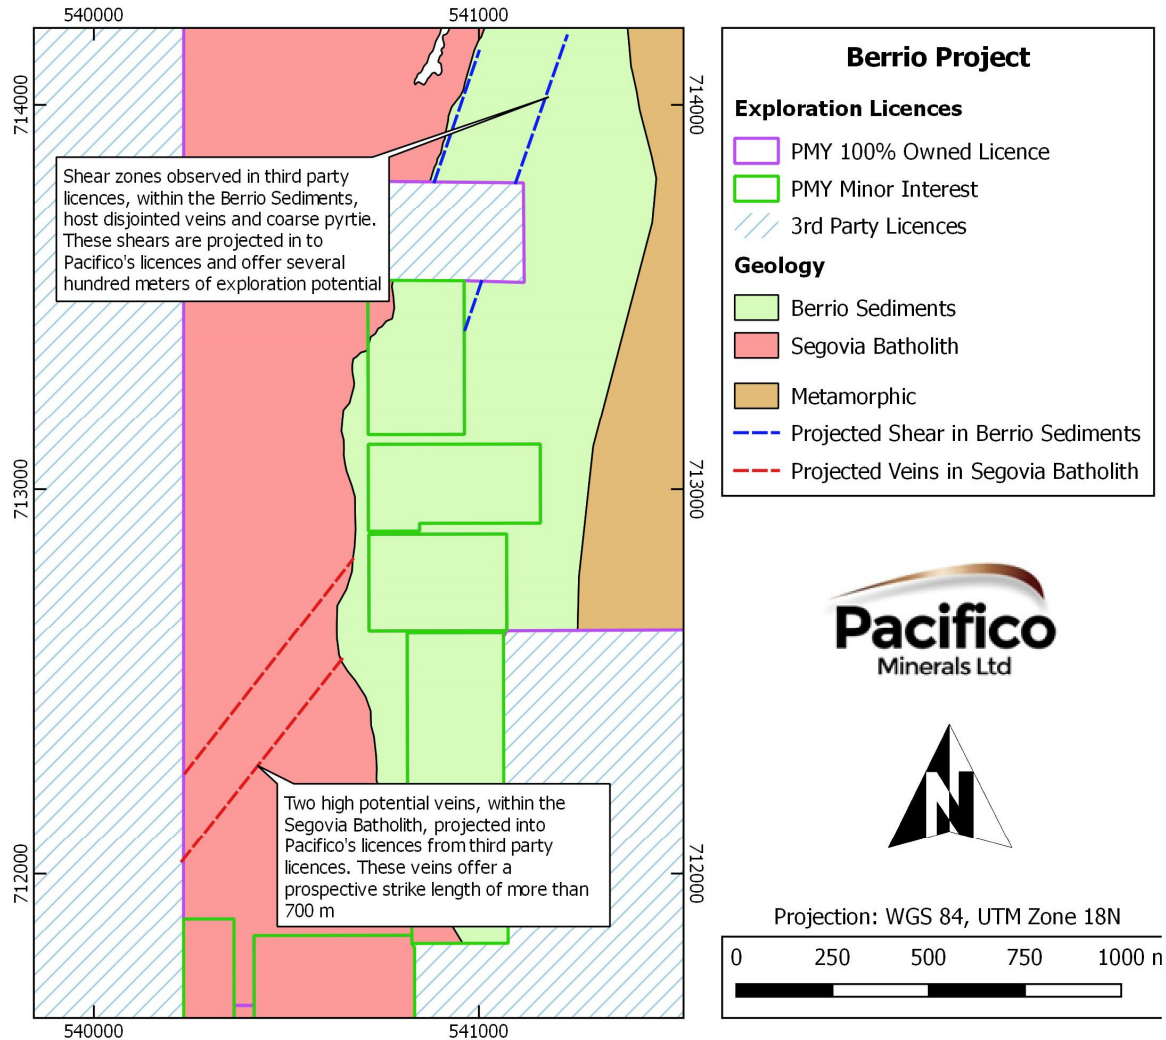 540000
541000
714000
714000
Shear zones observed in third party
licences, within the Berrio Sediments,
host disjointed veins and coarse pyrtie.
These shears are projected in to
Pacifico's licences and offer several
hundred meters of exploration potential
713000
713000
Two high potential veins, within the
Segovia Batholith, projected into
Pacifico's licences from third party
licences. These veins offer a
prospective strike length of more than
700 m
712000
712000
540000
541000
Berrio Project
Exploration Licences
PMY 100% Owned Licence
PMY Minor Interest
3rd Party Licences
Geology
Berrio Sediments
Segovia Batholith
Metamorphic
Projected Shear in Berrio Sediments
Projected Veins in Segovia Batholith
Pacifico
Minerals Ltd
N
Projection: WGS 84, UTM Zone 18N
0 250 500 750 1000 n